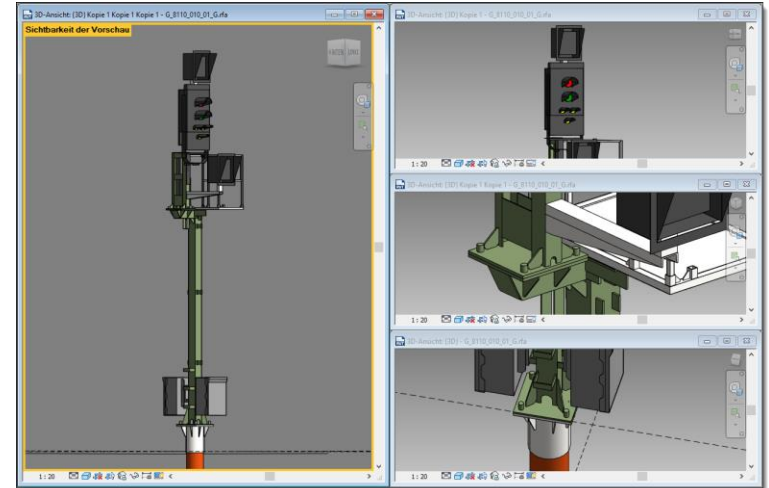 3D-Ansicht: {3D} Kopie 1 Kopie 1 Kopie 1 - G_8110_010_01_G.rfa
Sichtbarkeit der Vorschau
1 : 20
3D-Ansicht: {3D} Kopie 1 - G_8110_010_01_G.rfa
1 : 20
3D-Ansicht: {3D} Kopie 1 Kopie 1 - G_8110_010_01_G.rfa
1 : 20
3D-Ansicht: {3D} - G_8110_010_01_G.rfa
1 : 20